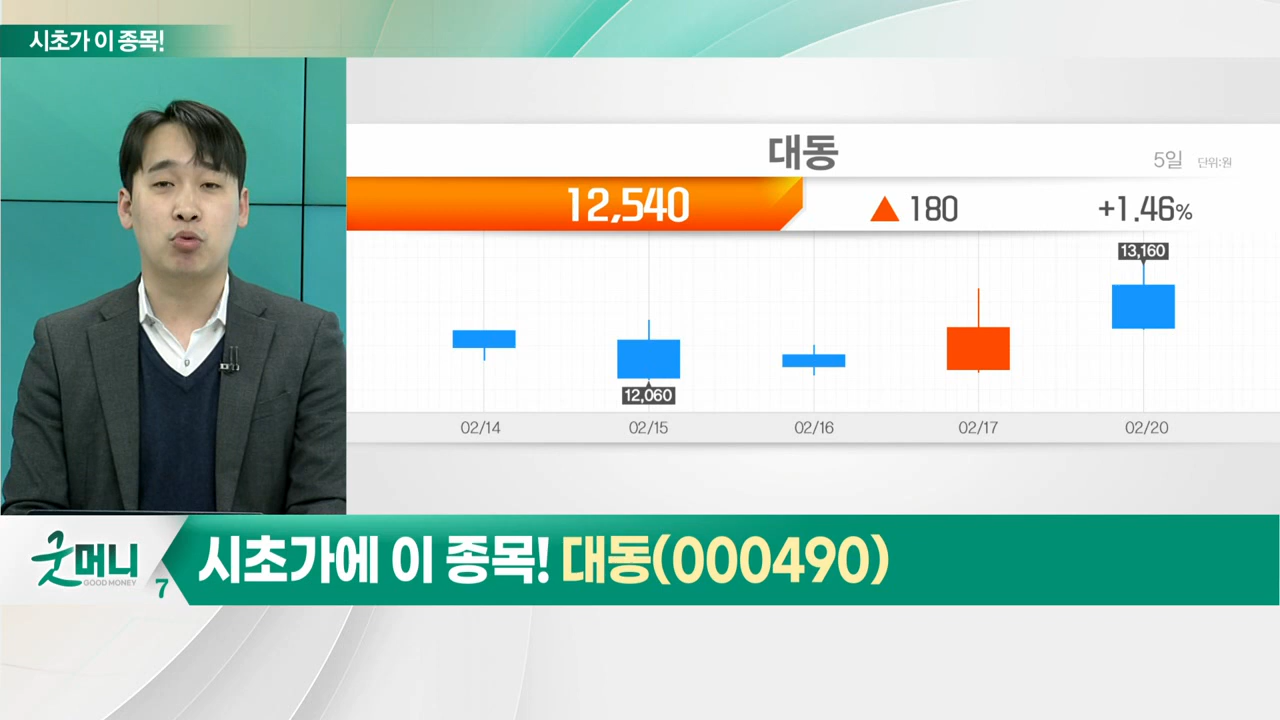 시초가 이 종목!
대동
5일 단위:원
12,540 ▲ 180 +1.46%
13,160
12,060
02/14 02/15 02/16 02/17 02/20
굿머니
GOOD MONEY
7
시초가에 이 종목! 대동(000490)